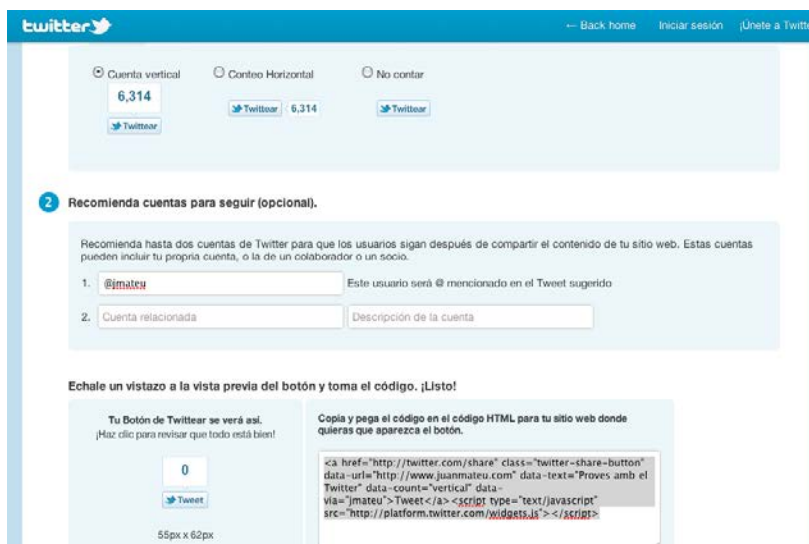 twitter
← Back home Iniciar sesión ¡Únete a Twitte
Cuenta vertical Conteo Horizontal No contar
6,314
Twittear 6,314 Twittear
Twittear
2 Recomienda cuentas para seguir (opcional).
Recomienda hasta dos cuentas de Twitter para que los usuarios sigan después de compartir el contenido de tu sitio web. Estas cuentas
pueden incluir tu propia cuenta, o la de un colaborador o un socio.
1. @jmateu Este usuario será @ mencionado en el Tweet sugerido
2. Cuenta relacionada Descripción de la cuenta
Echale un vistazo a la vista previa del botón y toma el código. ¡Listo!
Tu Botón de Twittear se verá asi.
¡Haz clic para revisar que todo está bien!
0
Tweet
55px x 62px
Copia y pega el código en el código HTML para tu sitio web donde
quieras que aparezca el botón.
<a href="http://twitter.com/share" class="twitter-share-button"
data-url="http://www.juanmateu.com" data-text="Proves amb el
Twitter" data-count="vertical" data-
via="jmateu">Tweet</a><script type="text/javascript"
src="http://platform.twitter.com/widgets.js"></script>